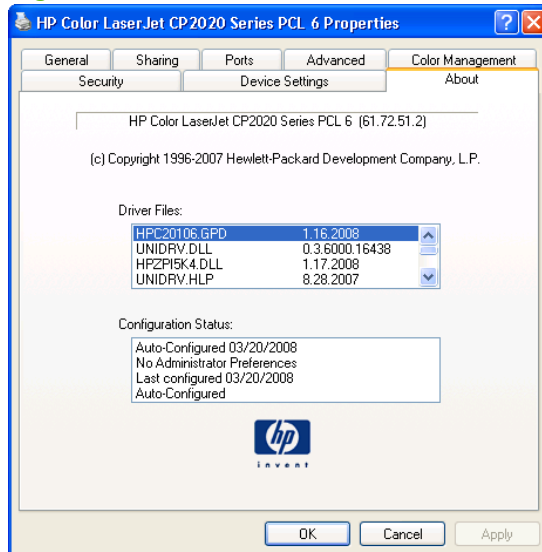 HP Color LaserJet CP2020 Series PCL 6 Properties
General Sharing Ports Advanced Color Management
Security Device Settings About
HP Color LaserJet CP2020 Series PCL 6 (61.72.51.2)
(c) Copyright 1996-2007 Hewlett-Packard Development Company, L.P.
Driver Files:
HPC20106.GPD 1.16.2008
UNIDRV.DLL 0.3.6000.16438
HPZPI5K4.DLL 1.17.2008
UNIDRV.HLP 8.28.2007
Configuration Status:
Auto-Configured 03/20/2008
No Administrator Preferences
Last configured 03/20/2008
Auto-Configured
hp
invent
OK Cancel Apply